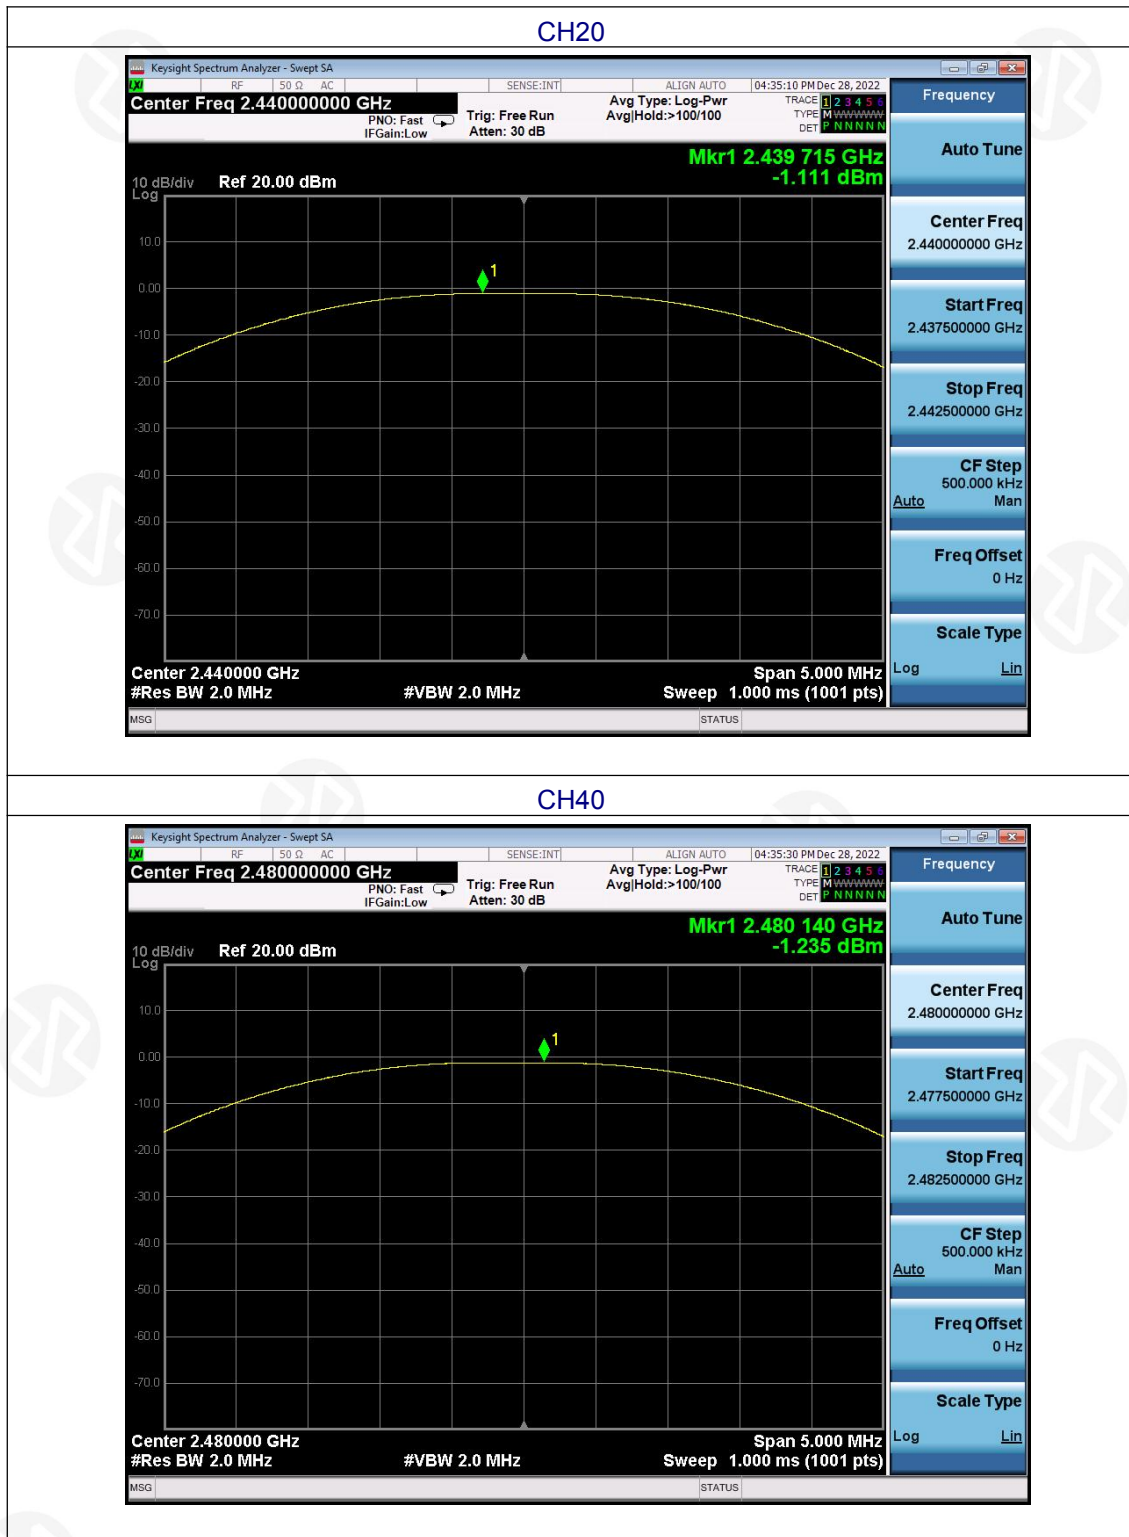 CH20
Keysight Spectrum Analyzer - Swept SA
LXI RF 50 Ω AC SENSE:INT ALIGN AUTO 04:35:10 PM Dec 28, 2022
Center Freq 2.440000000 GHz
PNO: Fast
IFGain:Low
Trig: Free Run
Atten: 30 dB
Avg Type: Log-Pwr
Avg|Hold:>100/100
TRACE 1 2 3 4 5 6
TYPE M WWWWW
DET P N N N N N
Mkr1 2.439 715 GHz
-1.111 dBm
10 dB/div Ref 20.00 dBm
Log
10.0
0.00
1
-10.0
-20.0
-30.0
-40.0
-50.0
-60.0
-70.0
Center 2.440000 GHz Span 5.000 MHz
#Res BW 2.0 MHz #VBW 2.0 MHz Sweep 1.000 ms (1001 pts)
MSG STATUS
Frequency
Auto Tune
Center Freq
2.440000000 GHz
Start Freq
2.437500000 GHz
Stop Freq
2.442500000 GHz
CF Step
500.000 kHz
Auto Man
Freq Offset
0 Hz
Scale Type
Log Lin
CH40
Keysight Spectrum Analyzer - Swept SA
LXI RF 50 Ω AC SENSE:INT ALIGN AUTO 04:35:30 PM Dec 28, 2022
Center Freq 2.480000000 GHz
PNO: Fast
IFGain:Low
Trig: Free Run
Atten: 30 dB
Avg Type: Log-Pwr
Avg|Hold:>100/100
TRACE 1 2 3 4 5 6
TYPE M WWWWW
DET P N N N N N
Mkr1 2.480 140 GHz
-1.235 dBm
10 dB/div Ref 20.00 dBm
Log
10.0
0.00
1
-10.0
-20.0
-30.0
-40.0
-50.0
-60.0
-70.0
Center 2.480000 GHz Span 5.000 MHz
#Res BW 2.0 MHz #VBW 2.0 MHz Sweep 1.000 ms (1001 pts)
MSG STATUS
Frequency
Auto Tune
Center Freq
2.480000000 GHz
Start Freq
2.477500000 GHz
Stop Freq
2.482500000 GHz
CF Step
500.000 kHz
Auto Man
Freq Offset
0 Hz
Scale Type
Log Lin